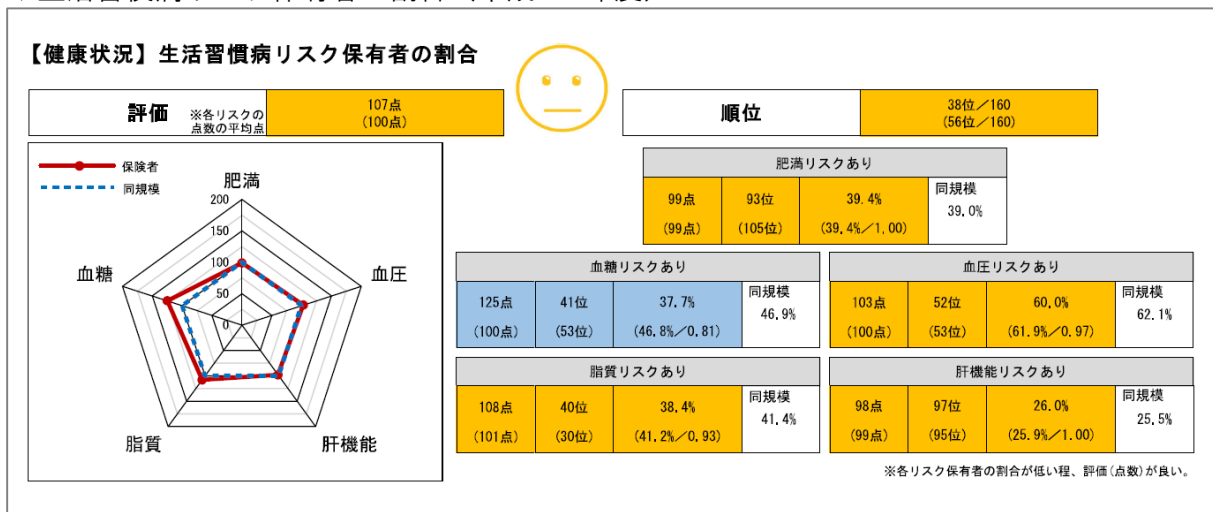 【健康状況】生活習慣病リスク保有者の割合
評価 ※各リスクの点数の平均点
107点
(100点)
順位
38位／160
(56位／160)
保険者
同規模
肥満
血圧
肝機能
脂質
血糖
200
150
100
50
0
肥満リスクあり
99点 93位 39.4% 同規模
(99点) (105位) (39.4%／1.00) 39.0%
血糖リスクあり
125点 41位 37.7% 同規模
(100点) (53位) (46.8%／0.81) 46.9%
血圧リスクあり
103点 52位 60.0% 同規模
(100点) (53位) (61.9%／0.97) 62.1%
脂質リスクあり
108点 40位 38.4% 同規模
(101点) (30位) (41.2%／0.93) 41.4%
肝機能リスクあり
98点 97位 26.0% 同規模
(99点) (95位) (25.9%／1.00) 25.5%
※各リスク保有者の割合が低い程、評価(点数)が良い。